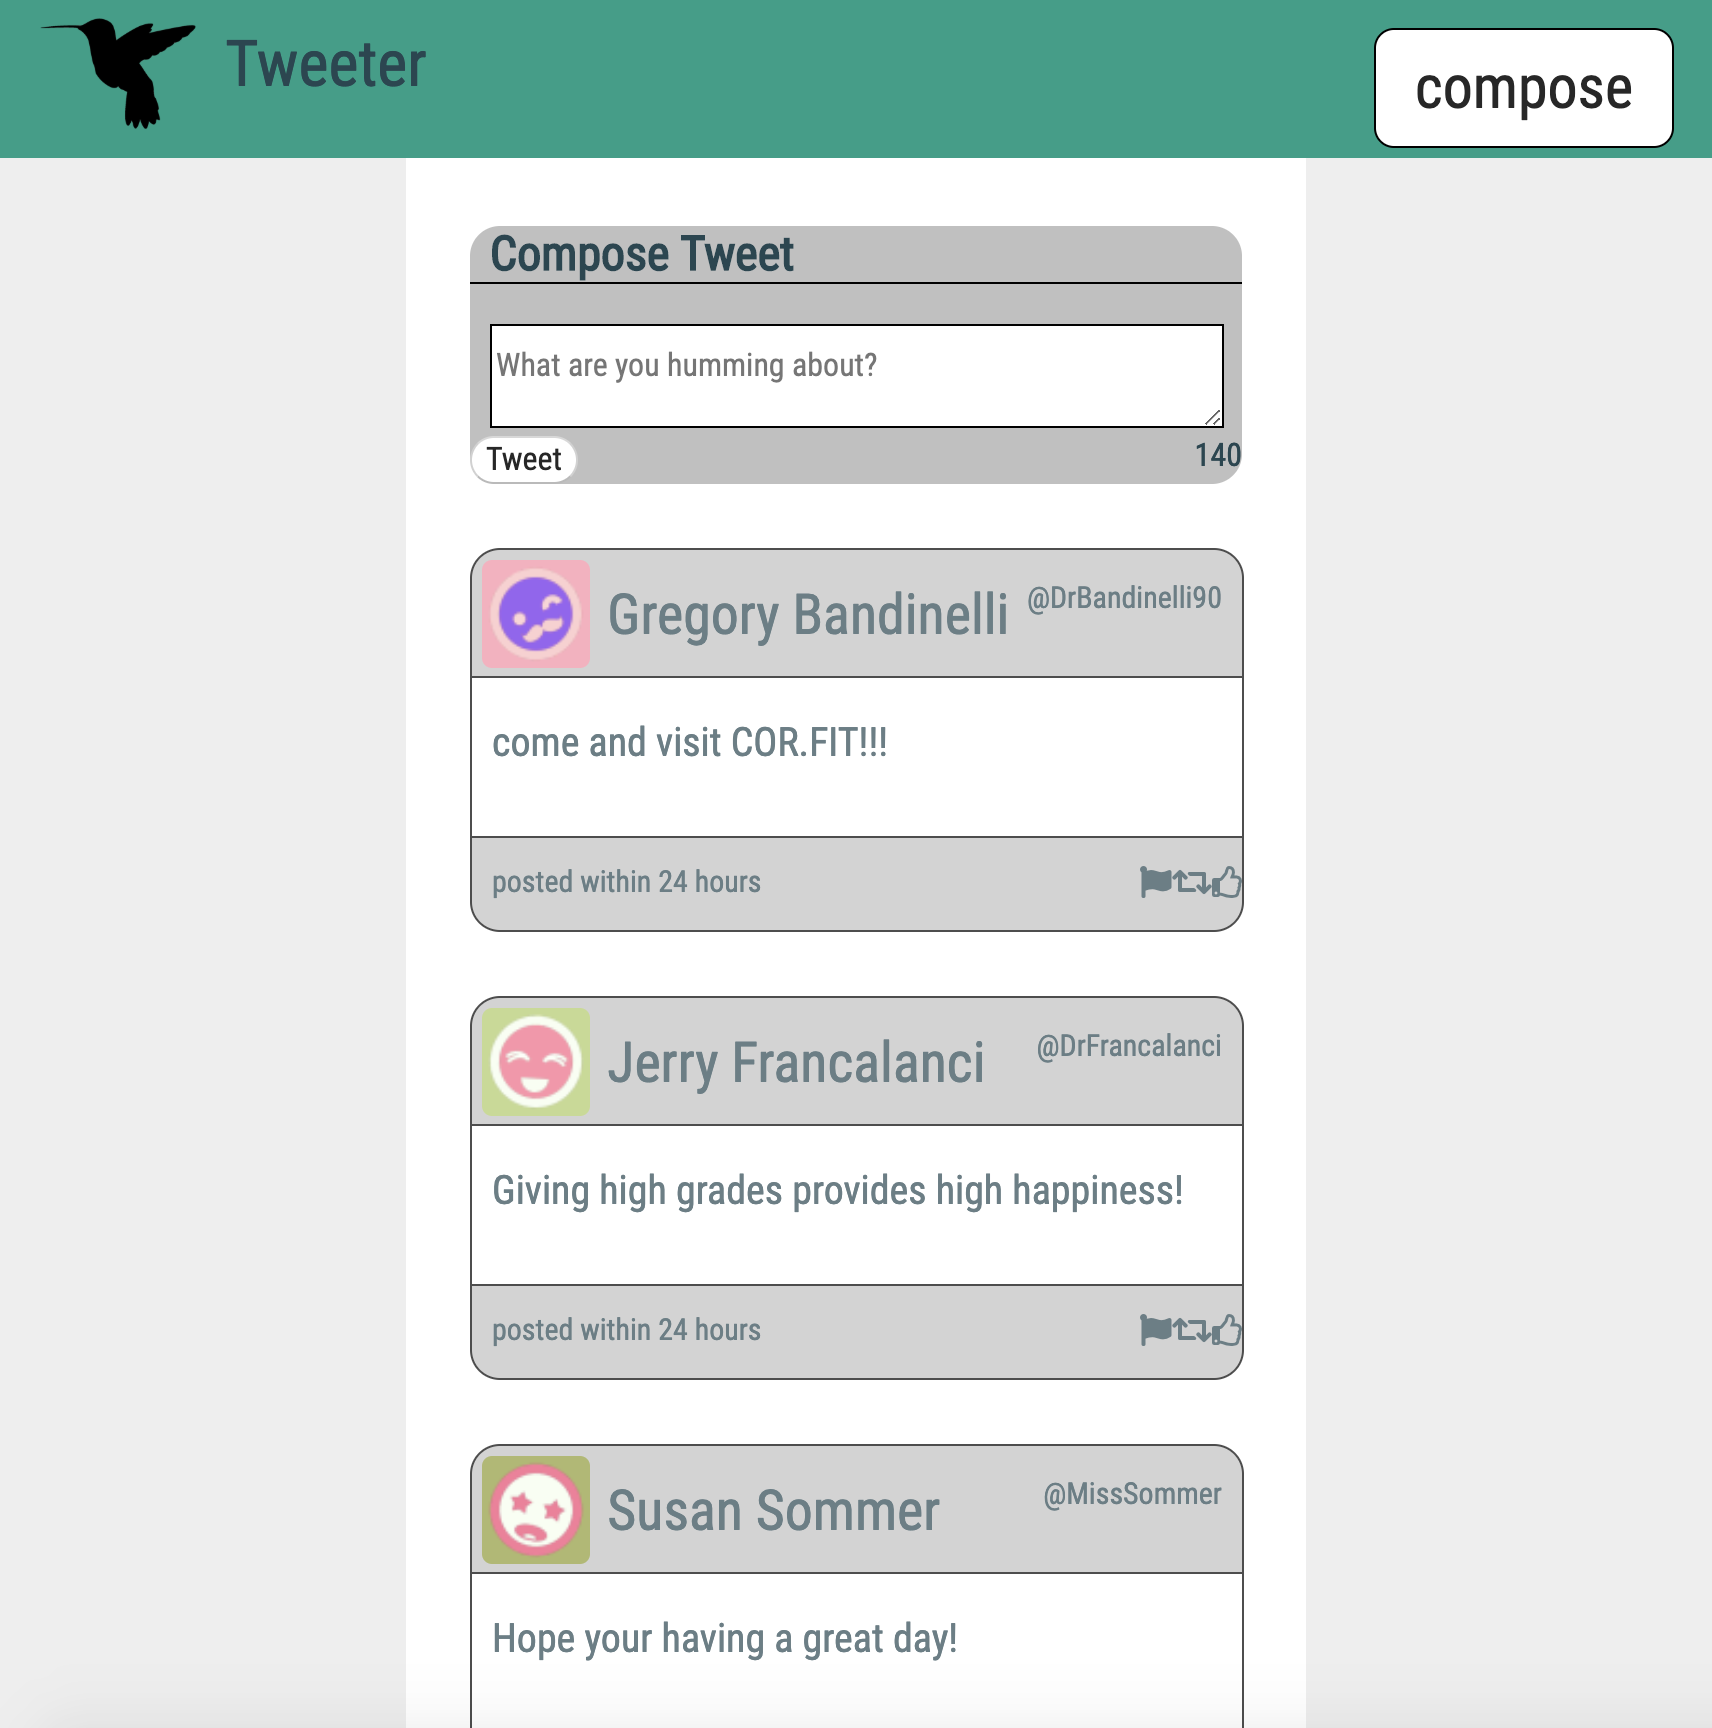 Tweeter
compose
Compose Tweet
What are you humming about?
Tweet
140
Gregory Bandinelli
@DrBandinelli90
come and visit COR.FIT!!!
posted within 24 hours
Jerry Francalanci
@DrFrancalanci
Giving high grades provides high happiness!
posted within 24 hours
Susan Sommer
@MissSommer
Hope your having a great day!